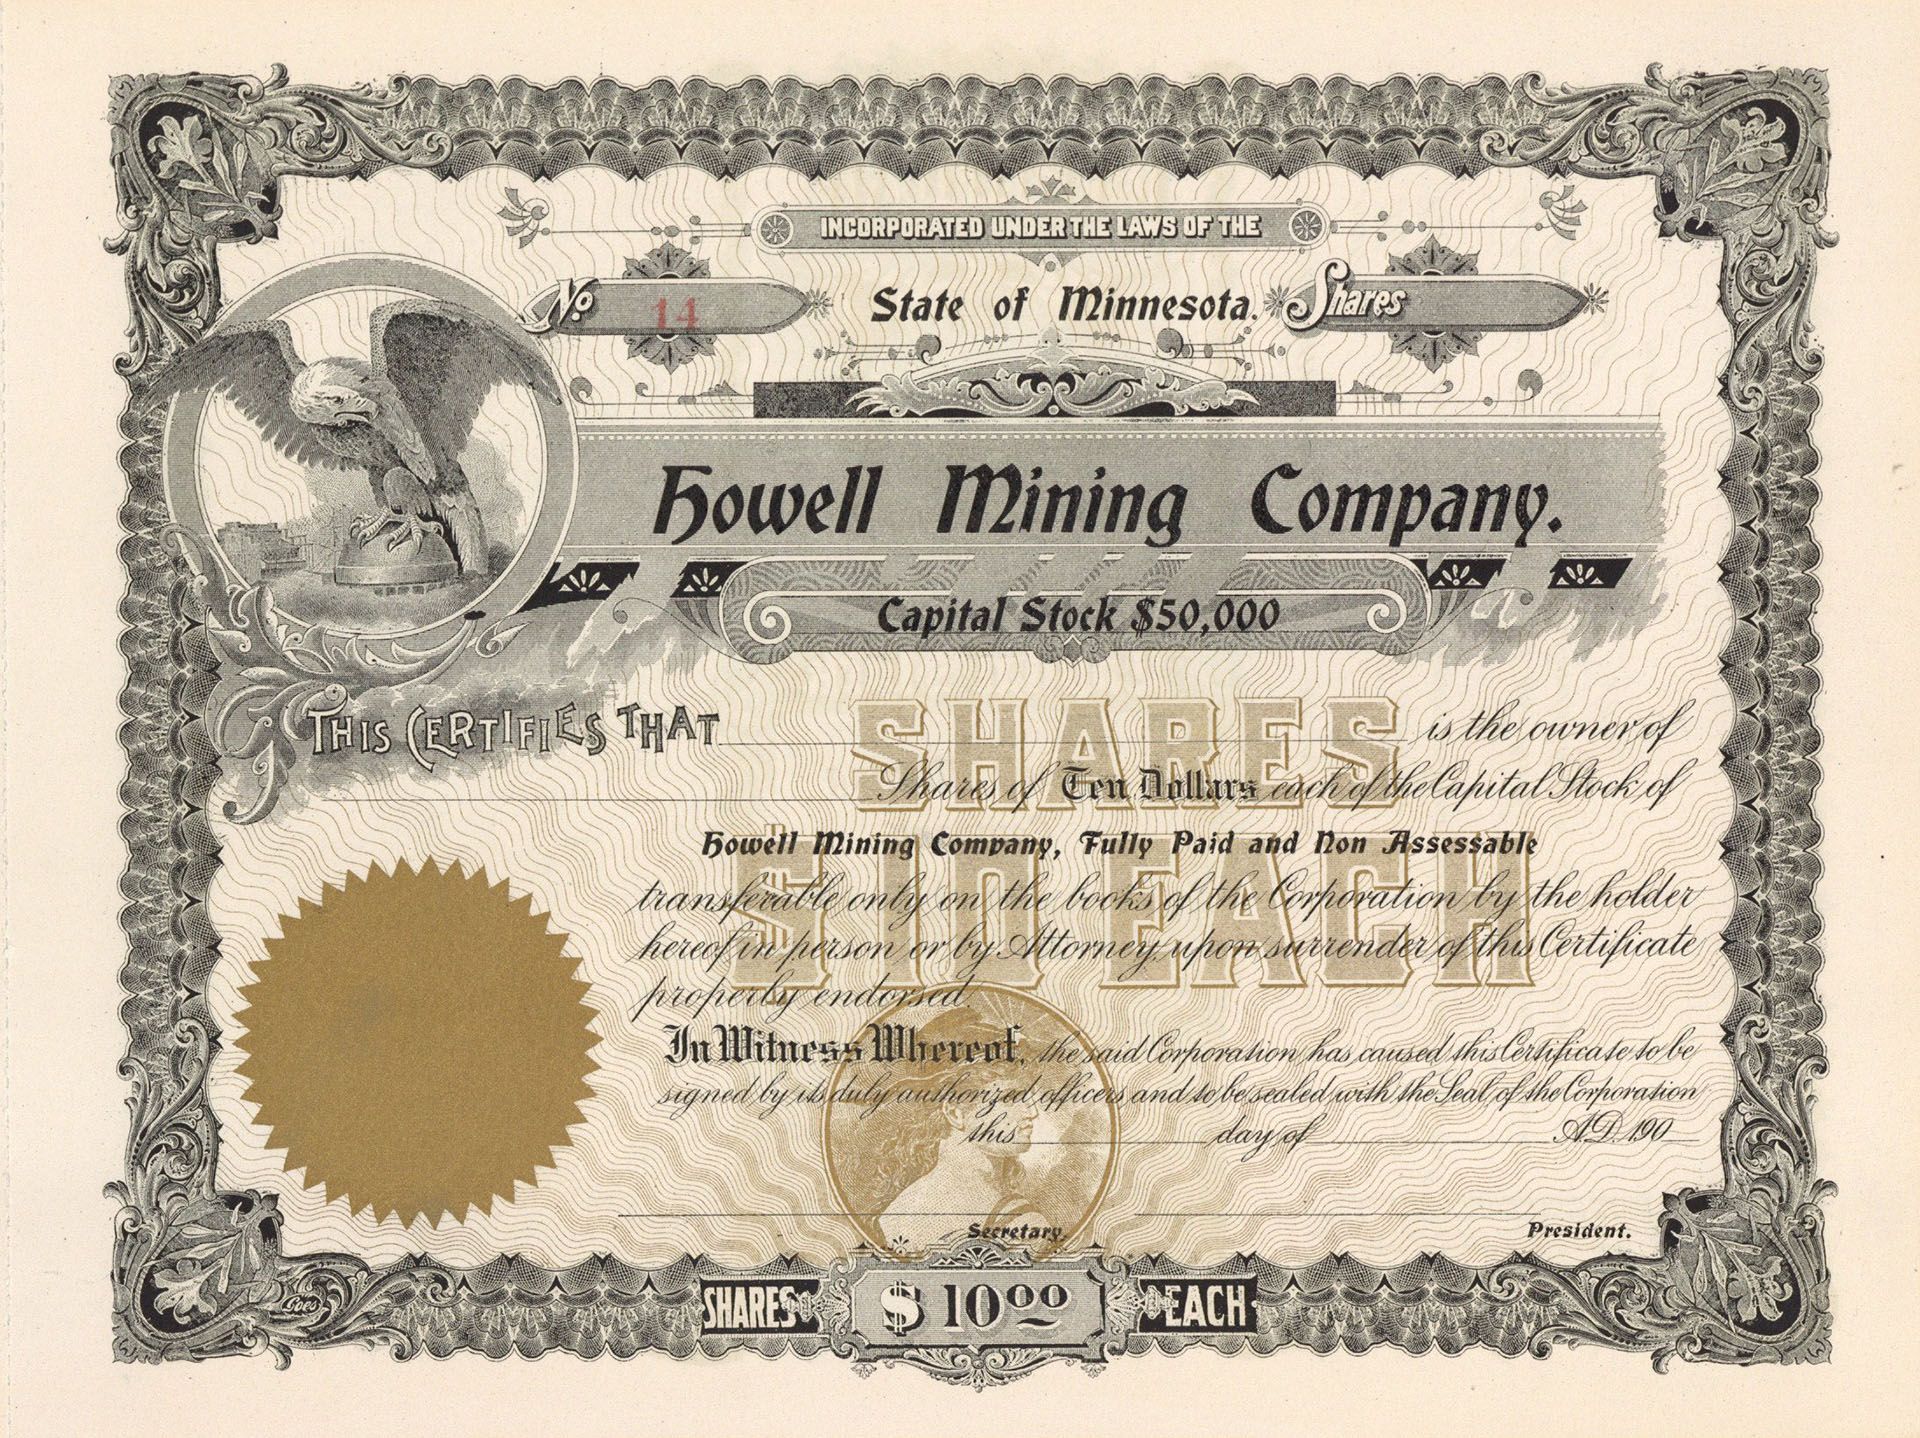 INCORPORATED UNDER THE LAWS OF THE
No. 14 State of Minnesota. Shares
Howell Mining Company.
Capital Stock $50,000
THIS CERTIFIES THAT is the owner of
Shares of Ten Dollars each of the Capital Stock of
Howell Mining Company, Fully Paid and Non Assessable
transferable only on the books of the Corporation by the holder
hereof in person or by Attorney, upon surrender of this Certificate
properly endorsed.
SHARES
$10 EACH
In Witness Whereof, the said Corporation has caused this Certificate to be
signed by its duly authorized officers and to be sealed with the Seal of the Corporation
this day of A.D. 190
Secretary. President.
Goes
SHARES $10.00 EACH